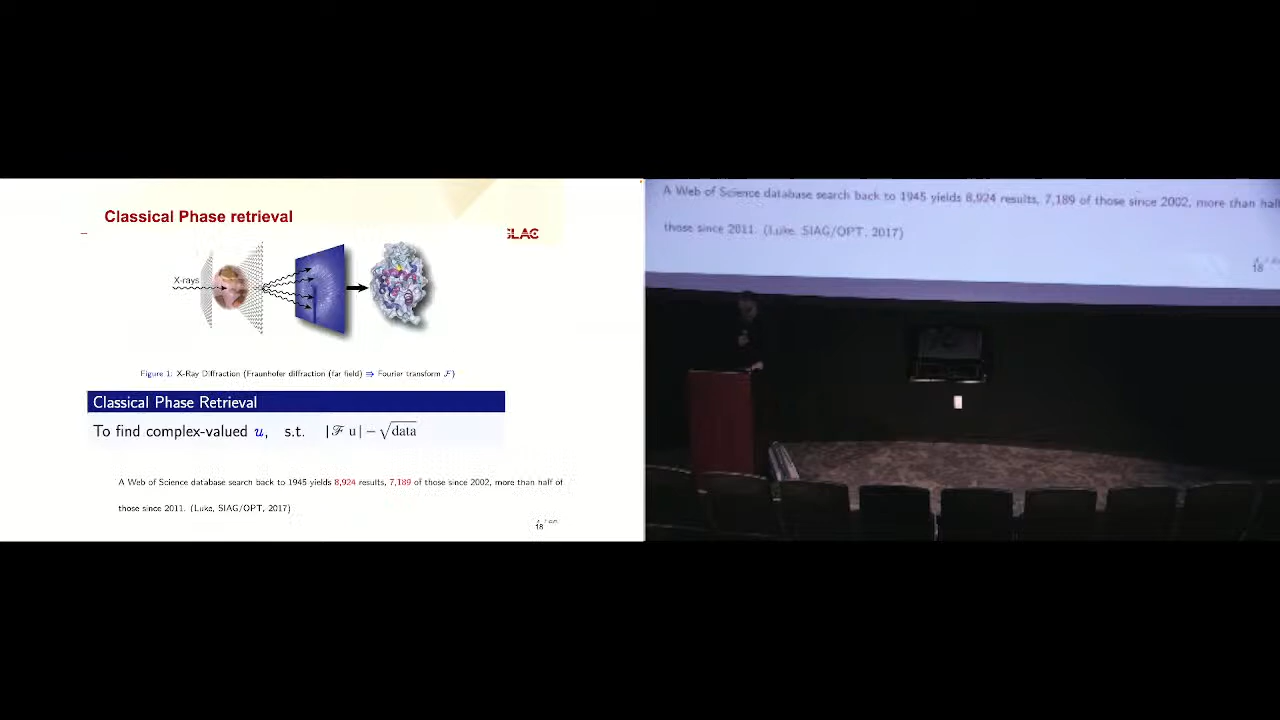 Classical Phase retrieval
SLAC
X-rays
Figure 1: X-Ray Diffraction (Fraunhofer diffraction (far field) ⇛ Fourier transform ℱ)
Classical Phase Retrieval
To find complex-valued u, s.t. |ℱ u| − √data
A Web of Science database search back to 1945 yields 8,924 results, 7,189 of those since 2002, more than half of
those since 2011. (Luke, SIAG/OPT, 2017)
18
A Web of Science database search back to 1945 yields 8,924 results, 7,189 of those since 2002, more than half
those since 2011. (Luke, SIAG/OPT, 2017)
18